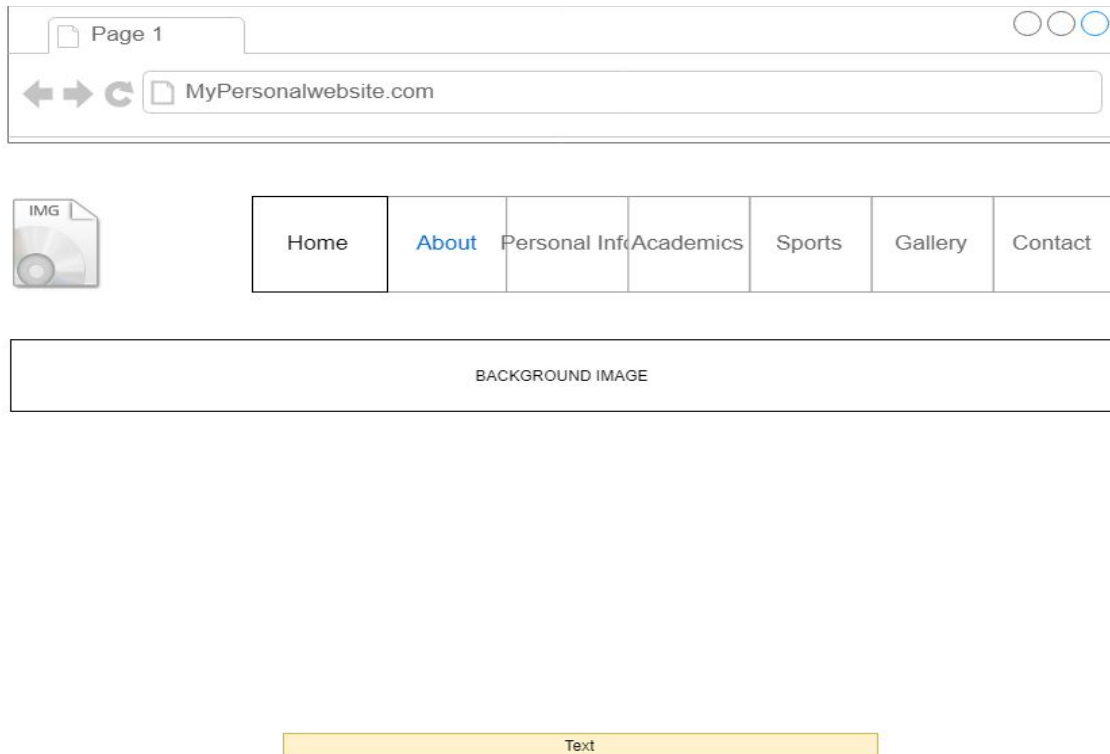 Page 1
MyPersonalwebsite.com
IMG
Home About Personal Inf Academics Sports Gallery Contact
BACKGROUND IMAGE
Text